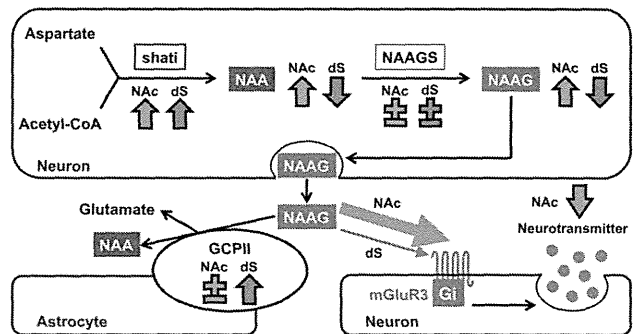 Aspartate
shati
NAAGS
NAA
NAc dS
NAc dS
NAAG
NAc dS
NAc dS
NAc dS
Acetyl-CoA
Neuron
NAAG
Glutamate
NAAG
NAc
NAc
Neurotransmitter
NAA
GCPII
dS
NAc dS
mGluR3
Gi
Astrocyte
Neuron